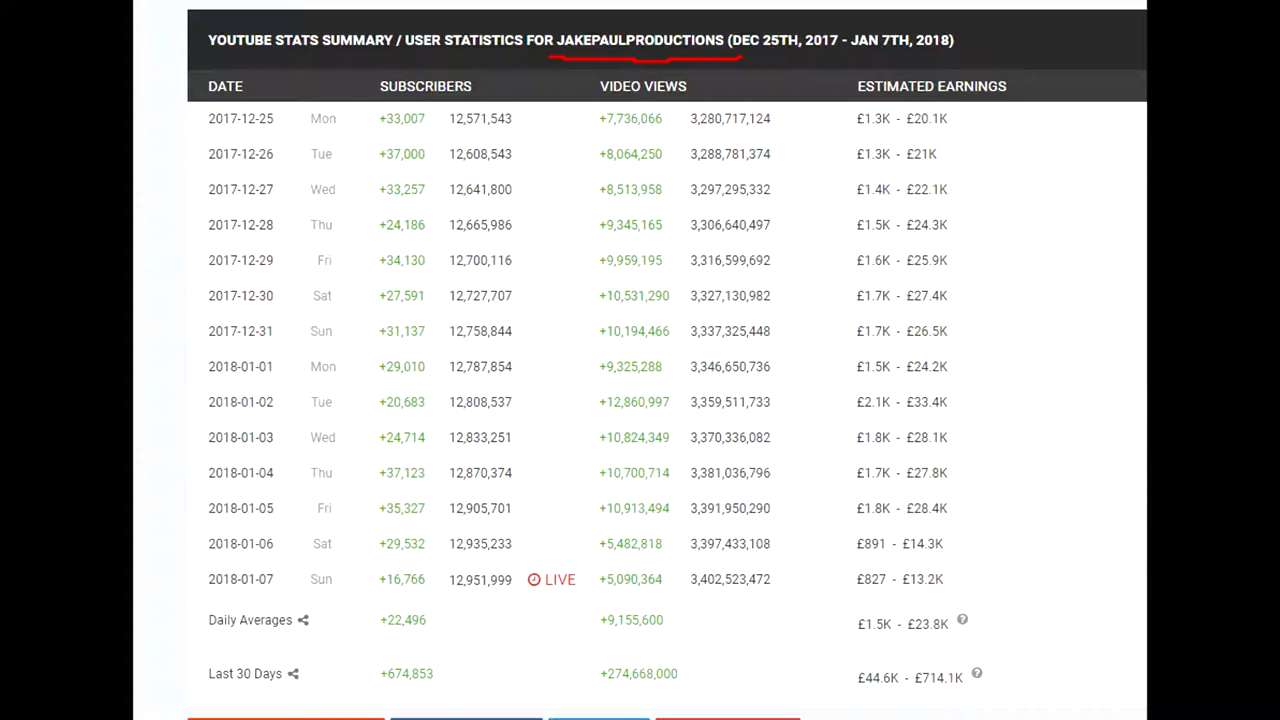 YOUTUBE STATS SUMMARY / USER STATISTICS FOR JAKEPAULPRODUCTIONS (DEC 25TH, 2017 - JAN 7TH, 2018)
DATE SUBSCRIBERS VIDEO VIEWS ESTIMATED EARNINGS
2017-12-25 Mon +33,007 12,571,543 +7,736,066 3,280,717,124 £1.3K - £20.1K
2017-12-26 Tue +37,000 12,608,543 +8,064,250 3,288,781,374 £1.3K - £21K
2017-12-27 Wed +33,257 12,641,800 +8,513,958 3,297,295,332 £1.4K - £22.1K
2017-12-28 Thu +24,186 12,665,986 +9,345,165 3,306,640,497 £1.5K - £24.3K
2017-12-29 Fri +34,130 12,700,116 +9,959,195 3,316,599,692 £1.6K - £25.9K
2017-12-30 Sat +27,591 12,727,707 +10,531,290 3,327,130,982 £1.7K - £27.4K
2017-12-31 Sun +31,137 12,758,844 +10,194,466 3,337,325,448 £1.7K - £26.5K
2018-01-01 Mon +29,010 12,787,854 +9,325,288 3,346,650,736 £1.5K - £24.2K
2018-01-02 Tue +20,683 12,808,537 +12,860,997 3,359,511,733 £2.1K - £33.4K
2018-01-03 Wed +24,714 12,833,251 +10,824,349 3,370,336,082 £1.8K - £28.1K
2018-01-04 Thu +37,123 12,870,374 +10,700,714 3,381,036,796 £1.7K - £27.8K
2018-01-05 Fri +35,327 12,905,701 +10,913,494 3,391,950,290 £1.8K - £28.4K
2018-01-06 Sat +29,532 12,935,233 +5,482,818 3,397,433,108 £891 - £14.3K
2018-01-07 Sun +16,766 12,951,999 LIVE +5,090,364 3,402,523,472 £827 - £13.2K
Daily Averages +22,496 +9,155,600 £1.5K - £23.8K ?
Last 30 Days +674,853 +274,668,000 £44.6K - £714.1K ?